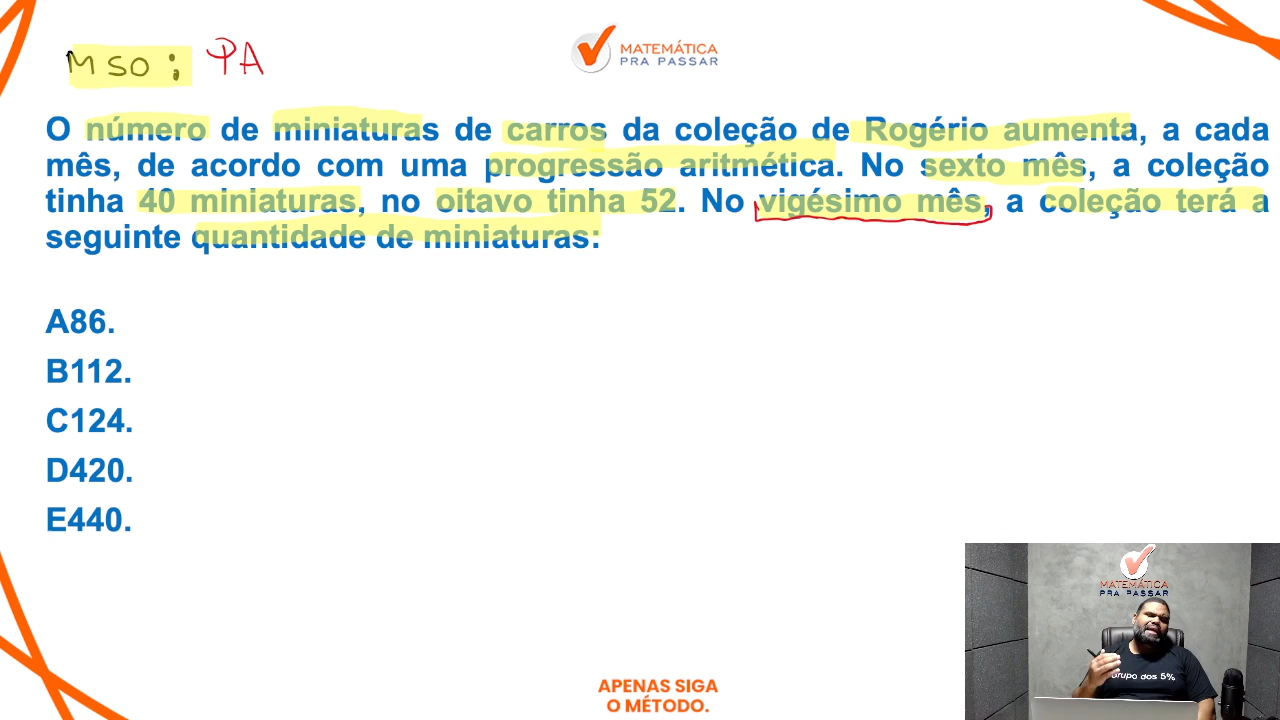 MSO; PA
MATEMÁTICA
PRA PASSAR
O número de miniaturas de carros da coleção de Rogério aumenta, a cada
mês, de acordo com uma progressão aritmética. No sexto mês, a coleção
tinha 40 miniaturas, no oitavo tinha 52. No vigésimo mês, a coleção terá a
seguinte quantidade de miniaturas:
A86.
B112.
C124.
D420.
E440.
MATEMÁTICA
PRA PASSAR
Grupo dos 5%
APENAS SIGA
O MÉTODO.